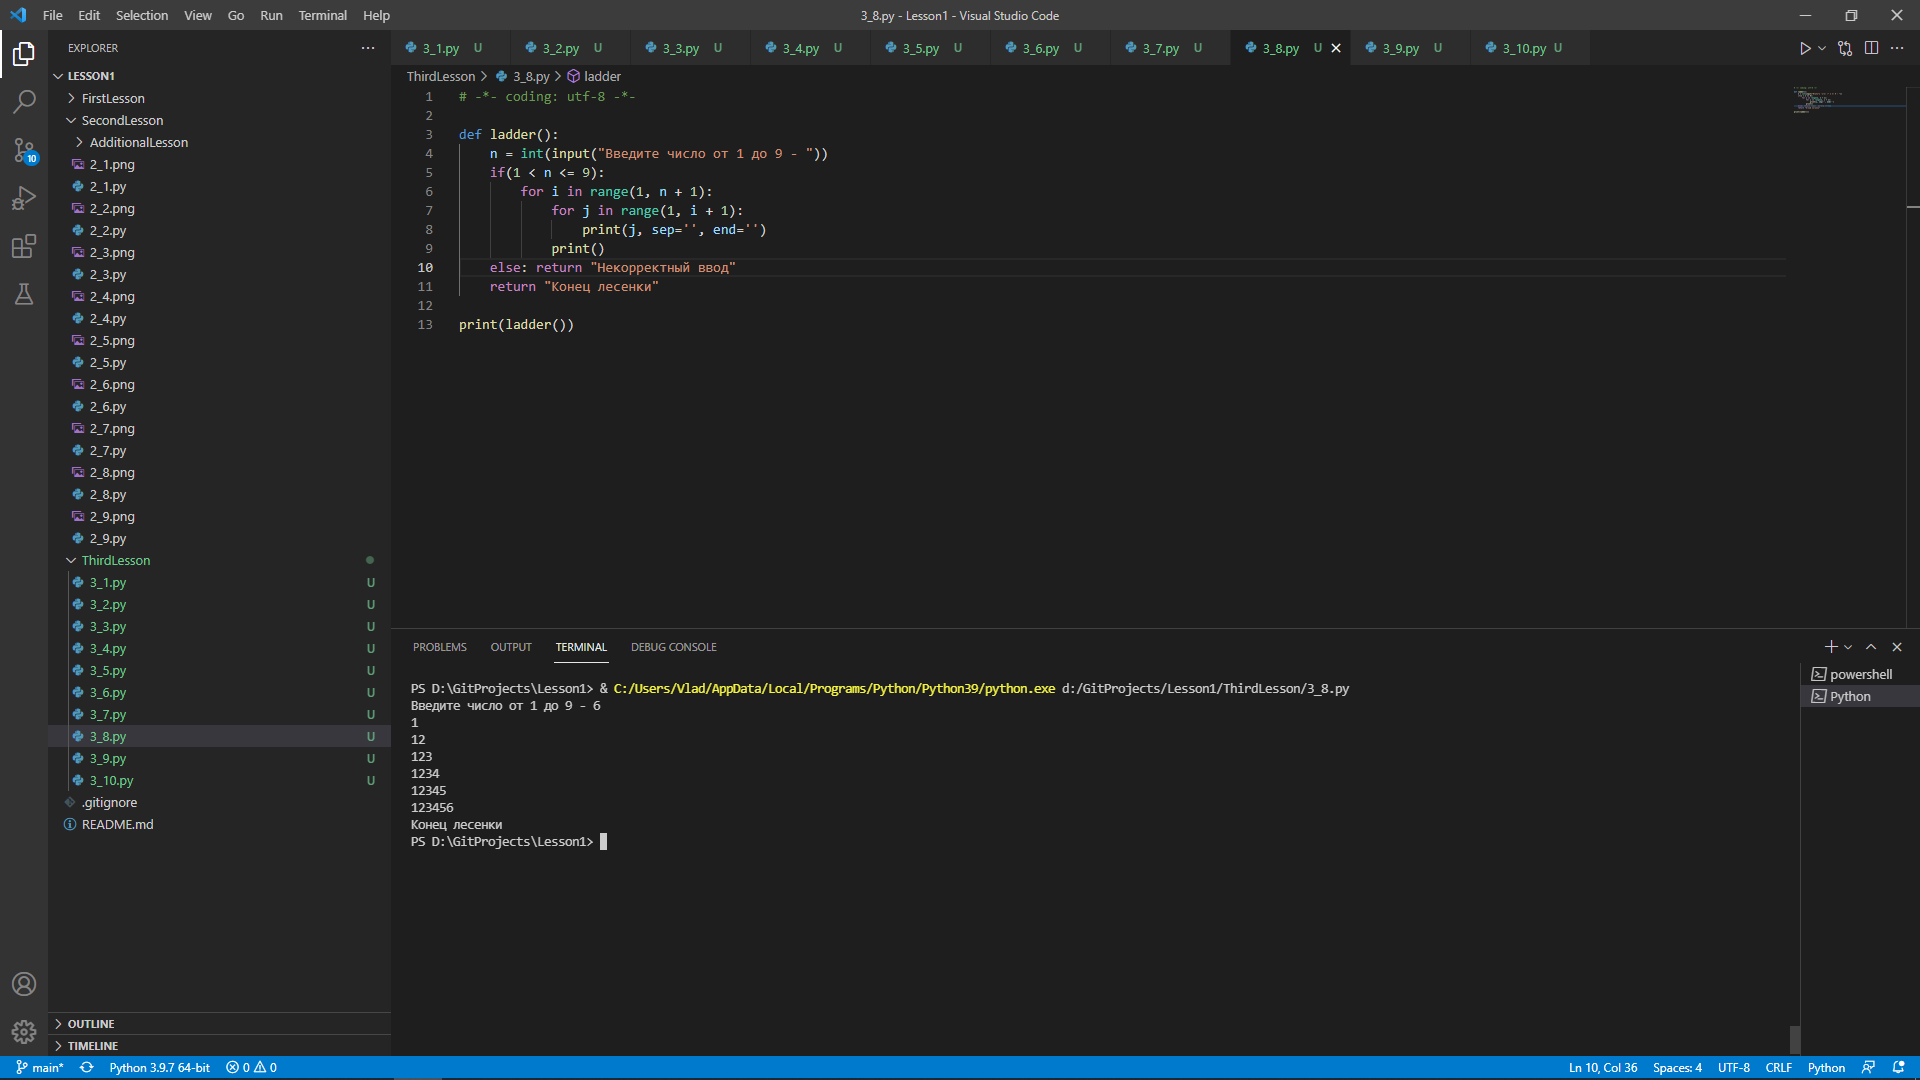 File Edit Selection View Go Run Terminal Help
3_8.py - Lesson1 - Visual Studio Code
EXPLORER
LESSON1
FirstLesson
SecondLesson
AdditionalLesson
2_1.png
2_1.py
2_2.png
2_2.py
2_3.png
2_3.py
2_4.png
2_4.py
2_5.png
2_5.py
2_6.png
2_6.py
2_7.png
2_7.py
2_8.png
2_8.py
2_9.png
2_9.py
ThirdLesson
3_1.py U
3_2.py U
3_3.py U
3_4.py U
3_5.py U
3_6.py U
3_7.py U
3_8.py U
3_9.py U
3_10.py U
.gitignore
README.md
OUTLINE
TIMELINE
10
3_1.py U 3_2.py U 3_3.py U 3_4.py U 3_5.py U 3_6.py U 3_7.py U 3_8.py U 3_9.py U 3_10.py U
ThirdLesson > 3_8.py > ladder
1 # -*- coding: utf-8 -*-
2
3 def ladder():
4     n = int(input("Введите число от 1 до 9 - "))
5     if(1 < n <= 9):
6         for i in range(1, n + 1):
7             for j in range(1, i + 1):
8                 print(j, sep='', end='')
9             print()
10     else: return "Некорректный ввод"
11     return "Конец лесенки"
12
13 print(ladder())
PROBLEMS OUTPUT TERMINAL DEBUG CONSOLE
PS D:\GitProjects\Lesson1> & C:/Users/Vlad/AppData/Local/Programs/Python/Python39/python.exe d:/GitProjects/Lesson1/ThirdLesson/3_8.py
Введите число от 1 до 9 - 6
1
12
123
1234
12345
123456
Конец лесенки
PS D:\GitProjects\Lesson1>
powershell
Python
main* Python 3.9.7 64-bit 0 0 Ln 10, Col 36 Spaces: 4 UTF-8 CRLF Python